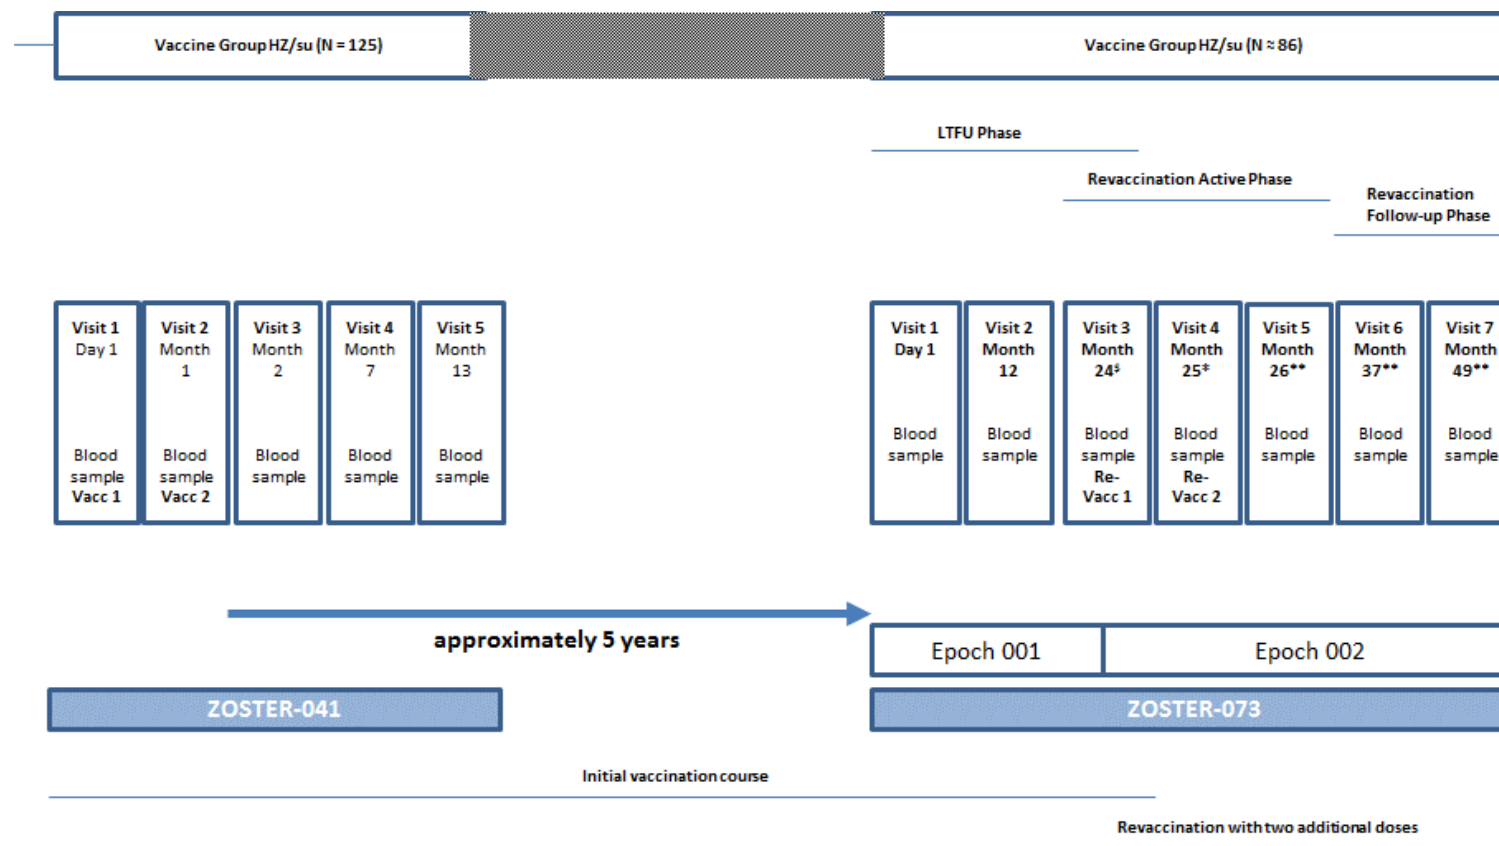 Vaccine Group HZ/su (N = 125)
Vaccine Group HZ/su (N ≈ 86)
LTFU Phase
Revaccination Active Phase
Revaccination
Follow-up Phase
Visit 1
Day 1
Blood
sample
Vacc 1
Visit 2
Month
1
Blood
sample
Vacc 2
Visit 3
Month
2
Blood
sample
Visit 4
Month
7
Blood
sample
Visit 5
Month
13
Blood
sample
Visit 1
Day 1
Blood
sample
Visit 2
Month
12
Blood
sample
Visit 3
Month
24$
Blood
sample
Re-
Vacc 1
Visit 4
Month
25*
Blood
sample
Re-
Vacc 2
Visit 5
Month
26**
Blood
sample
Visit 6
Month
37**
Blood
sample
Visit 7
Month
49**
Blood
sample
approximately 5 years
Epoch 001
Epoch 002
ZOSTER-041
ZOSTER-073
Initial vaccination course
Revaccination with two additional doses